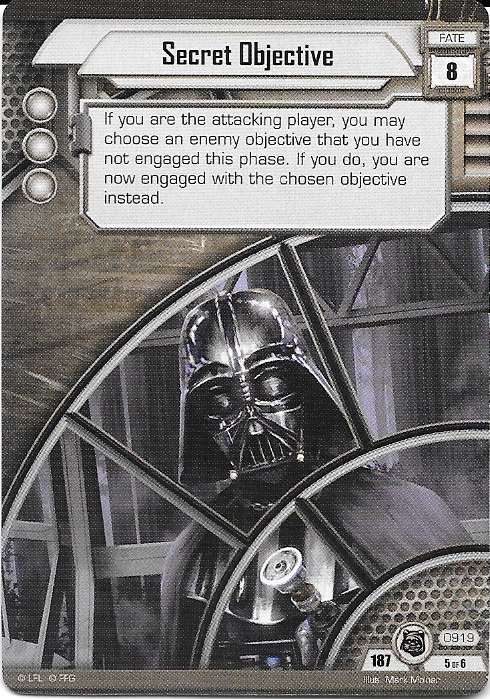 Secret Objective
FATE
8
If you are the attacking player, you may
choose an enemy objective that you have
not engaged this phase. If you do, you are
now engaged with the chosen objective
instead.
0919
187
5 OF 6
© LFL © FFG
Illus. Mark Molnar